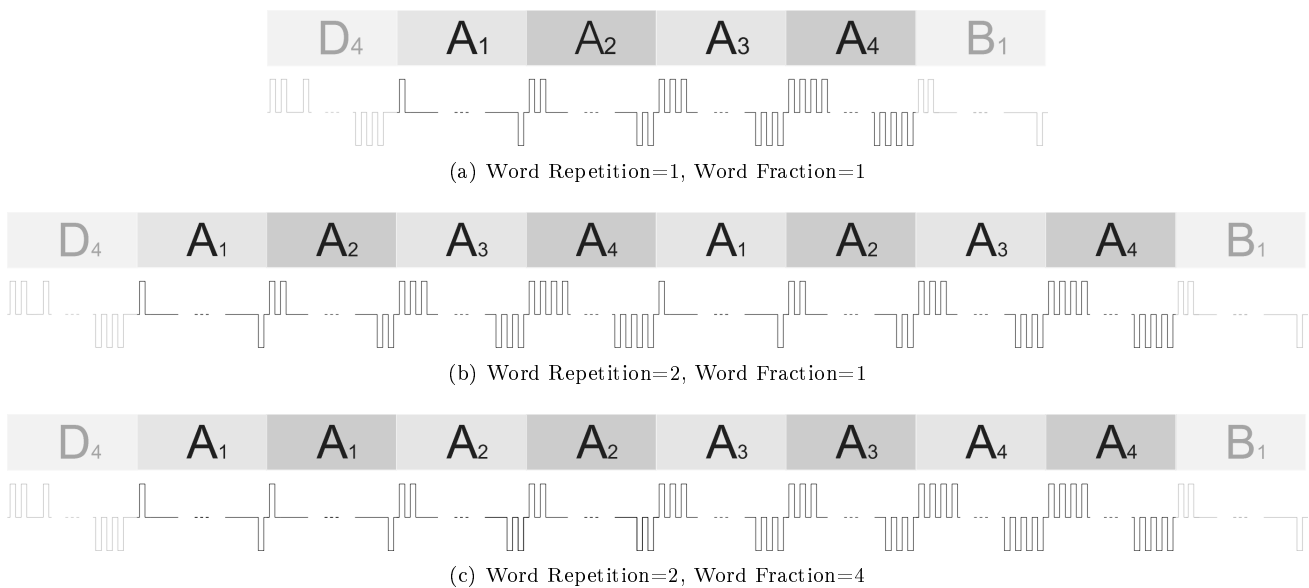 D4 A1 A2 A3 A4 B1
(a) Word Repetition=1, Word Fraction=1
D4 A1 A2 A3 A4 A1 A2 A3 A4 B1
(b) Word Repetition=2, Word Fraction=1
D4 A1 A1 A2 A2 A3 A3 A4 A4 B1
(c) Word Repetition=2, Word Fraction=4